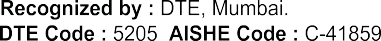 Recognized by : DTE, Mumbai.
DTE Code : 5205 AISHE Code : C-41859